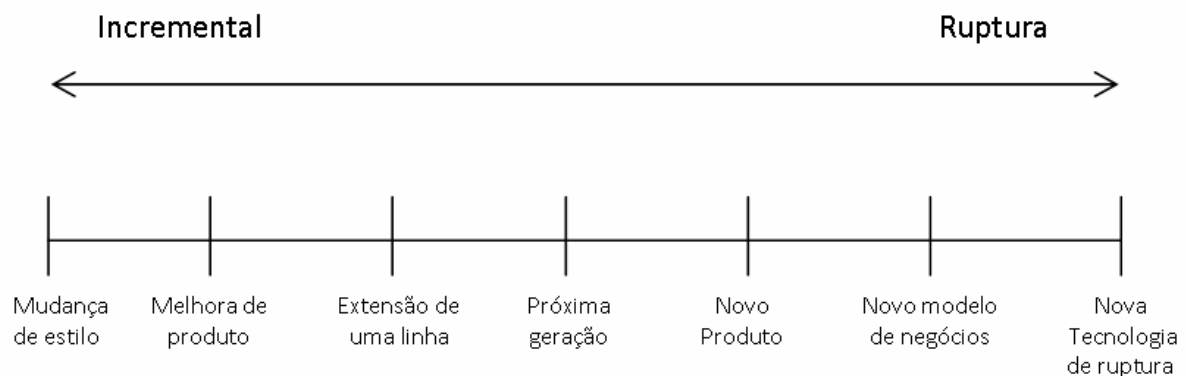 Incremental Ruptura
Mudança de estilo
Melhora de produto
Extensão de uma linha
Próxima geração
Novo Produto
Novo modelo de negócios
Nova Tecnologia de ruptura